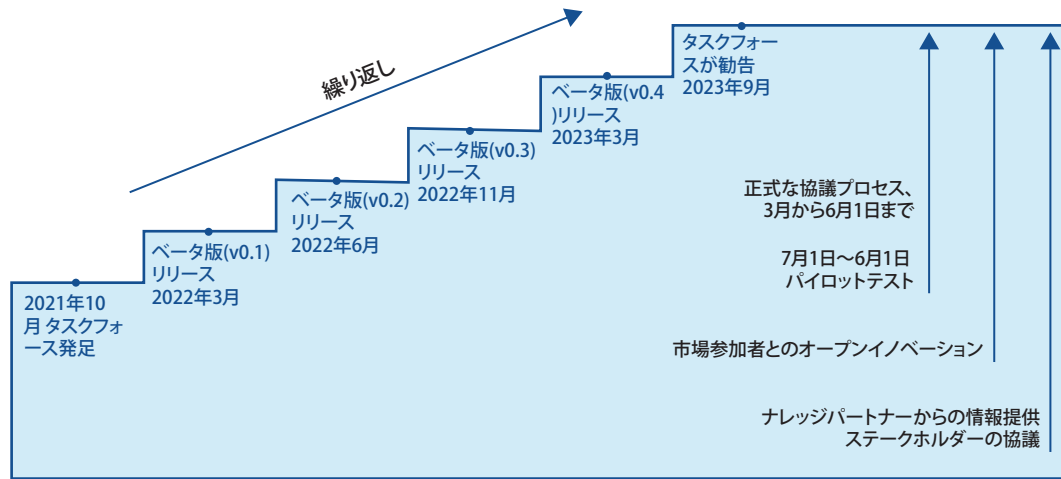 繰り返し
2021年10
月 タスクフォ
ース発足
ベータ版(v0.1)
リリース
2022年3月
ベータ版(v0.2)
リリース
2022年6月
ベータ版(v0.3)
リリース
2022年11月
ベータ版(v0.4
)リリース
2023年3月
タスクフォー
スが勧告
2023年9月
正式な協議プロセス、
3月から6月1日まで
7月1日～6月1日
パイロットテスト
市場参加者とのオープンイノベーション
ナレッジパートナーからの情報提供
ステークホルダーの協議